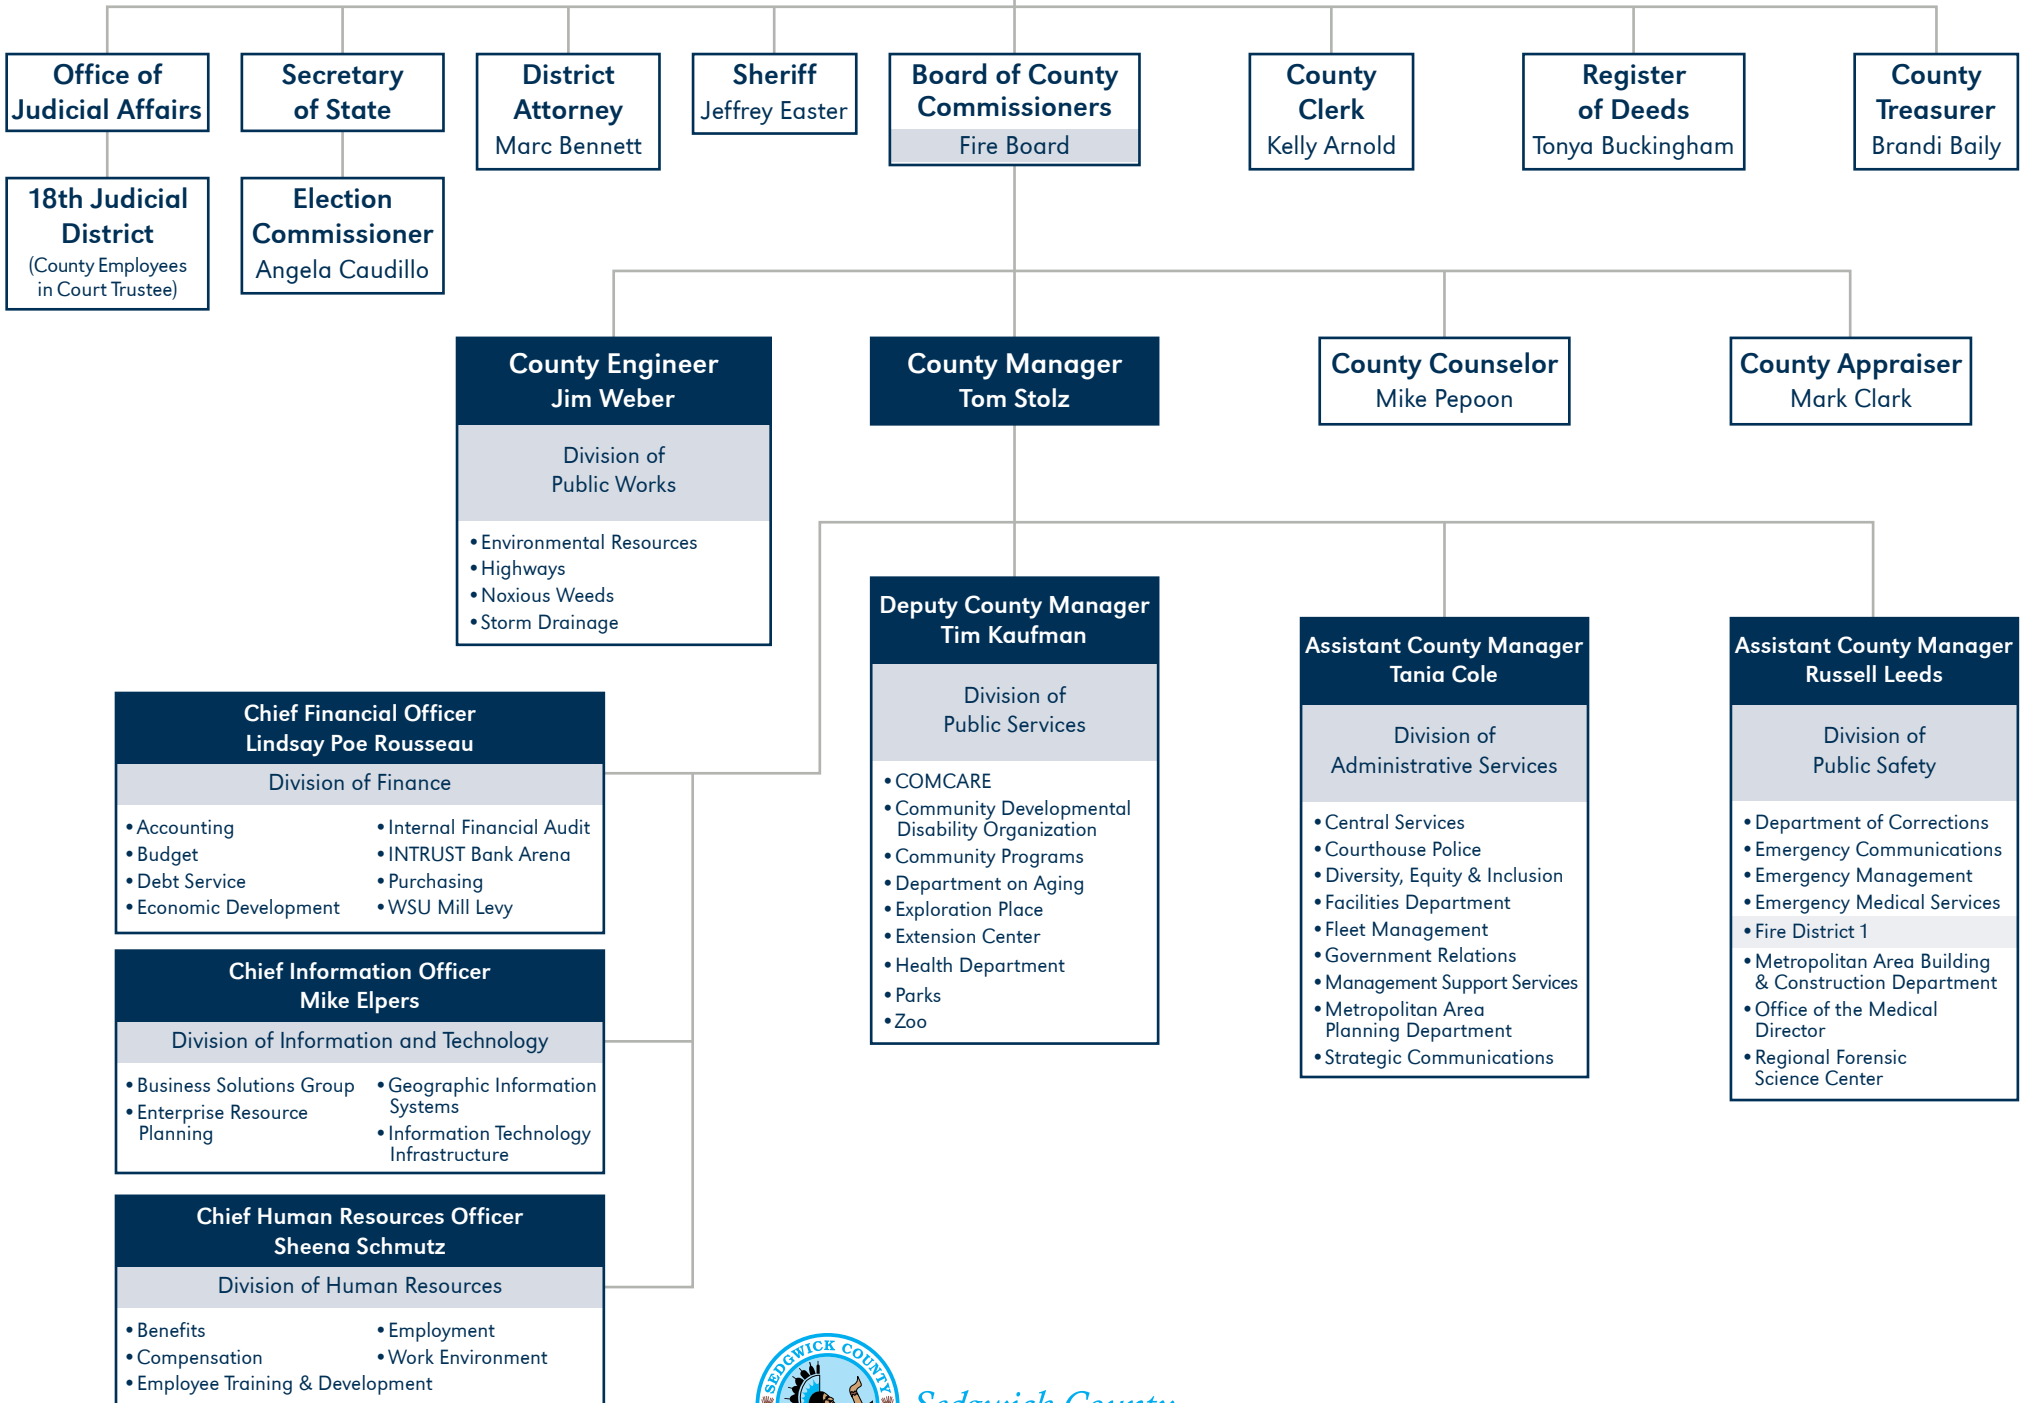 Office of
Judicial Affairs
Secretary
of State
District
Attorney
Marc Bennett
Sheriff
Jeffrey Easter
Board of County
Commissioners
Fire Board
County
Clerk
Kelly Arnold
Register
of Deeds
Tonya Buckingham
County
Treasurer
Brandi Baily
18th Judicial
District
(County Employees
in Court Trustee)
Election
Commissioner
Angela Caudillo
County Engineer
Jim Weber
Division of
Public Works
• Environmental Resources
• Highways
• Noxious Weeds
• Storm Drainage
County Manager
Tom Stolz
County Counselor
Mike Pepoon
County Appraiser
Mark Clark
Chief Financial Officer
Lindsay Poe Rousseau
Division of Finance
• Accounting
• Budget
• Debt Service
• Economic Development
• Internal Financial Audit
• INTRUST Bank Arena
• Purchasing
• WSU Mill Levy
Chief Information Officer
Mike Elpers
Division of Information and Technology
• Business Solutions Group
• Enterprise Resource
Planning
• Geographic Information
Systems
• Information Technology
Infrastructure
Chief Human Resources Officer
Sheena Schmutz
Division of Human Resources
• Benefits
• Compensation
• Employee Training & Development
• Employment
• Work Environment
Deputy County Manager
Tim Kaufman
Division of
Public Services
• COMCARE
• Community Developmental
Disability Organization
• Community Programs
• Department on Aging
• Exploration Place
• Extension Center
• Health Department
• Parks
• Zoo
Assistant County Manager
Tania Cole
Division of
Administrative Services
• Central Services
• Courthouse Police
• Diversity, Equity & Inclusion
• Facilities Department
• Fleet Management
• Government Relations
• Management Support Services
• Metropolitan Area
Planning Department
• Strategic Communications
Assistant County Manager
Russell Leeds
Division of
Public Safety
• Department of Corrections
• Emergency Communications
• Emergency Management
• Emergency Medical Services
• Fire District 1
• Metropolitan Area Building
& Construction Department
• Office of the Medical
Director
• Regional Forensic
Science Center
SEDGWICK COUNTY
Sedgwick County